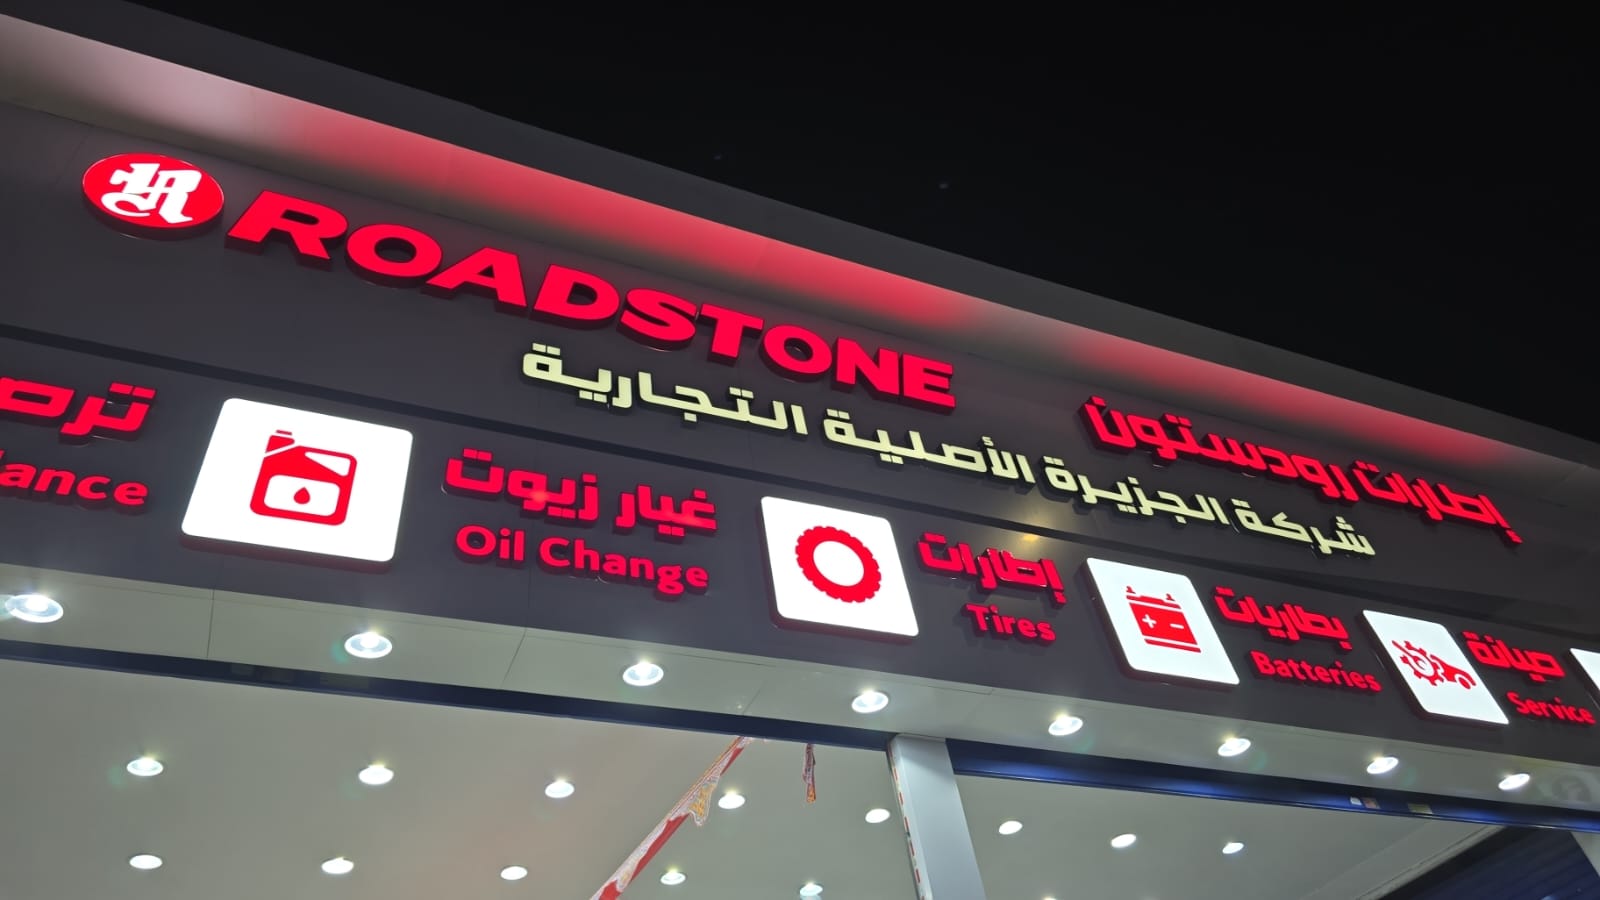 ROADSTONE
إطارات رودستون
شركة الجزيرة الأصلية التجارية
صيانة
Service
بطاريات
Batteries
إطارات
Tires
غيار زيوت
Oil Change